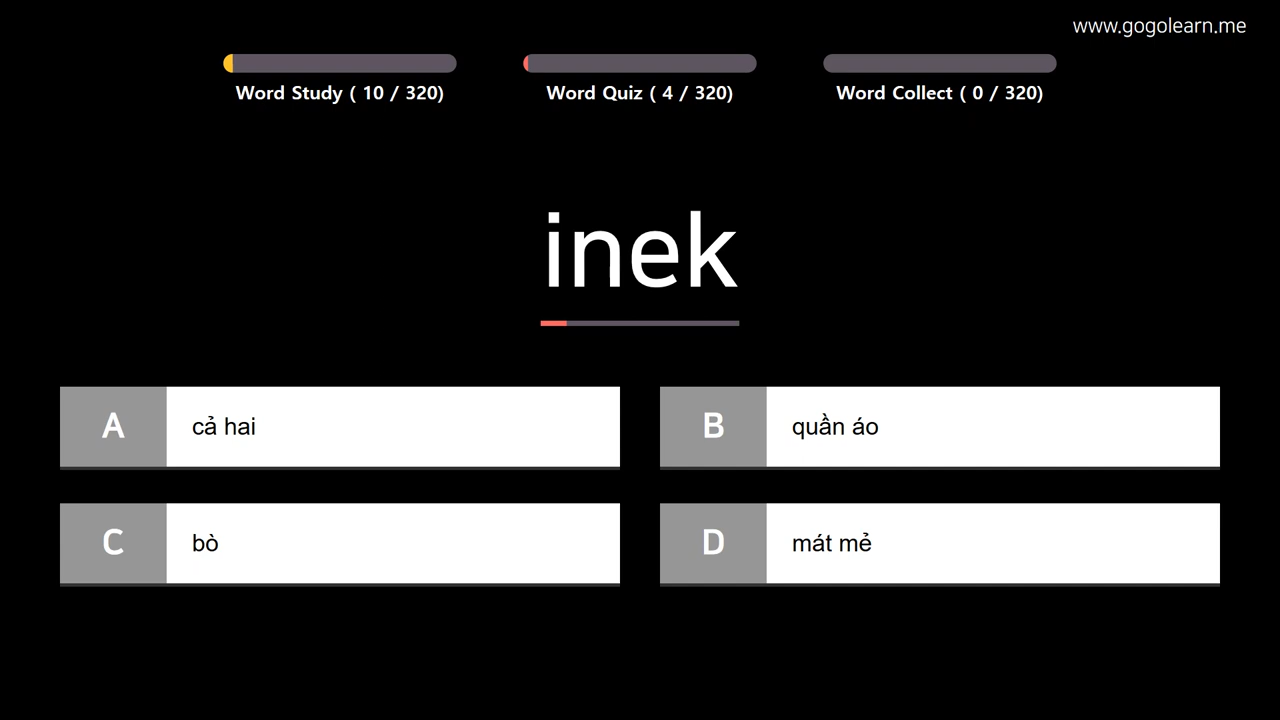 www.gogolearn.me
Word Study ( 10 / 320)
Word Quiz ( 4 / 320)
Word Collect ( 0 / 320)
inek
A cả hai
B quần áo
C bò
D mát mẻ